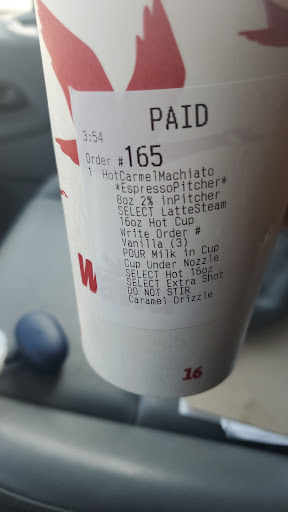 PAID
3:54
Order #165
1 HotCarmelMachiato
*EspressoPitcher*
8oz 2% inPitcher
SELECT LatteSteam
16oz Hot Cup
Write Order #
Vanilla (3)
POUR Milk in Cup
Cup Under Nozzle
SELECT Hot 16oz
SELECT Extra Shot
DO NOT STIR
Caramel Drizzle
W
16